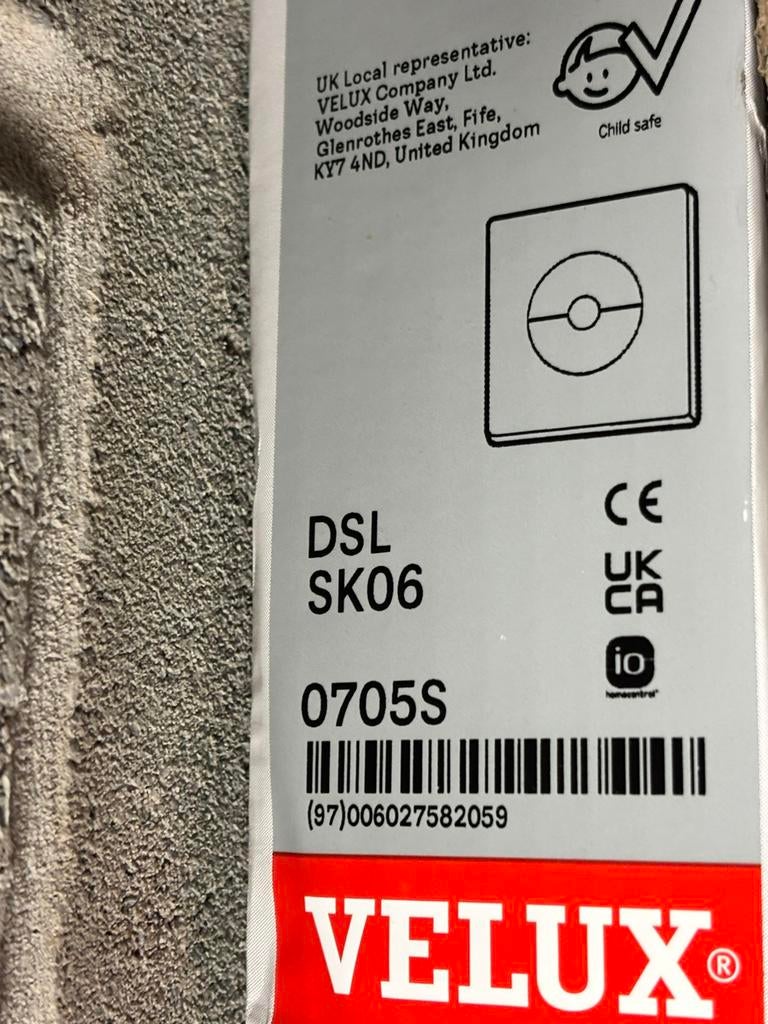 UK Local representative:
VELUX Company Ltd.
Woodside Way,
Glenrothes East, Fife,
KY7 4ND, United Kingdom
Child safe
DSL
SK06
CE
UK
CA
io
homecontrol®
0705S
(97)006027582059
VELUX®